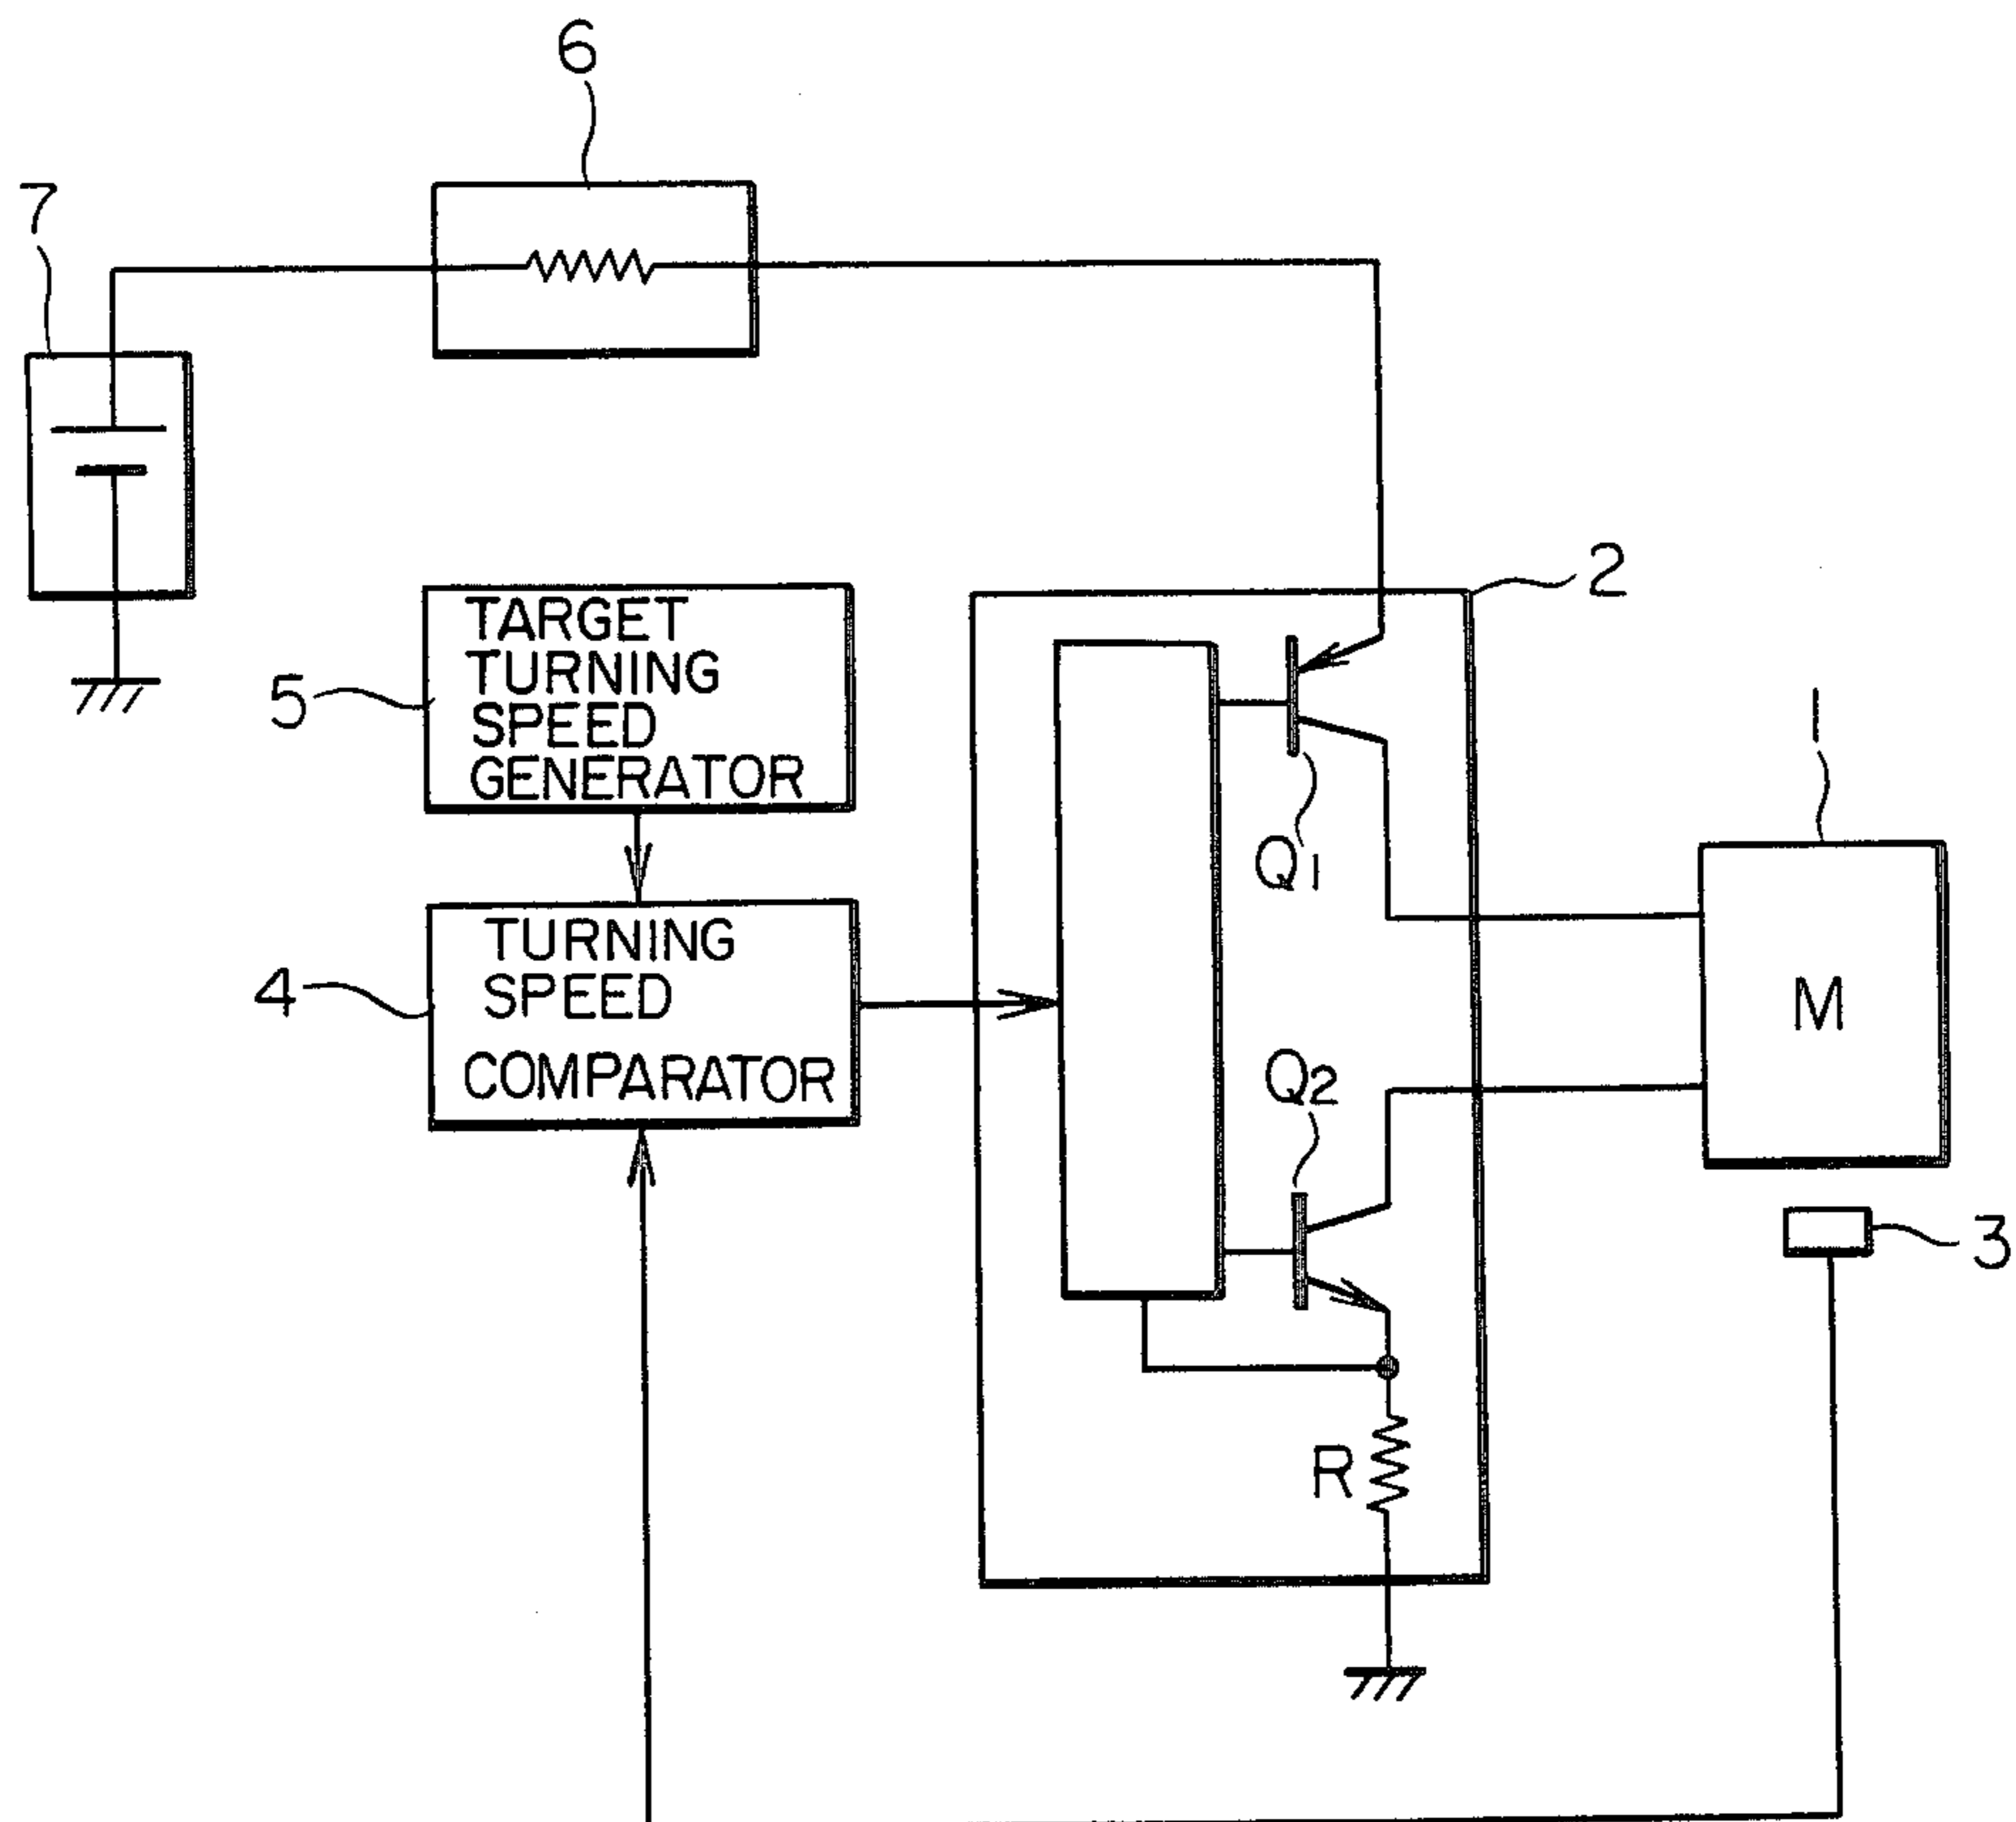 6
7
2
TARGET
TURNING
SPEED
GENERATOR
5
1
Q1
TURNING
SPEED
COMPARATOR
4
M
Q2
3
R